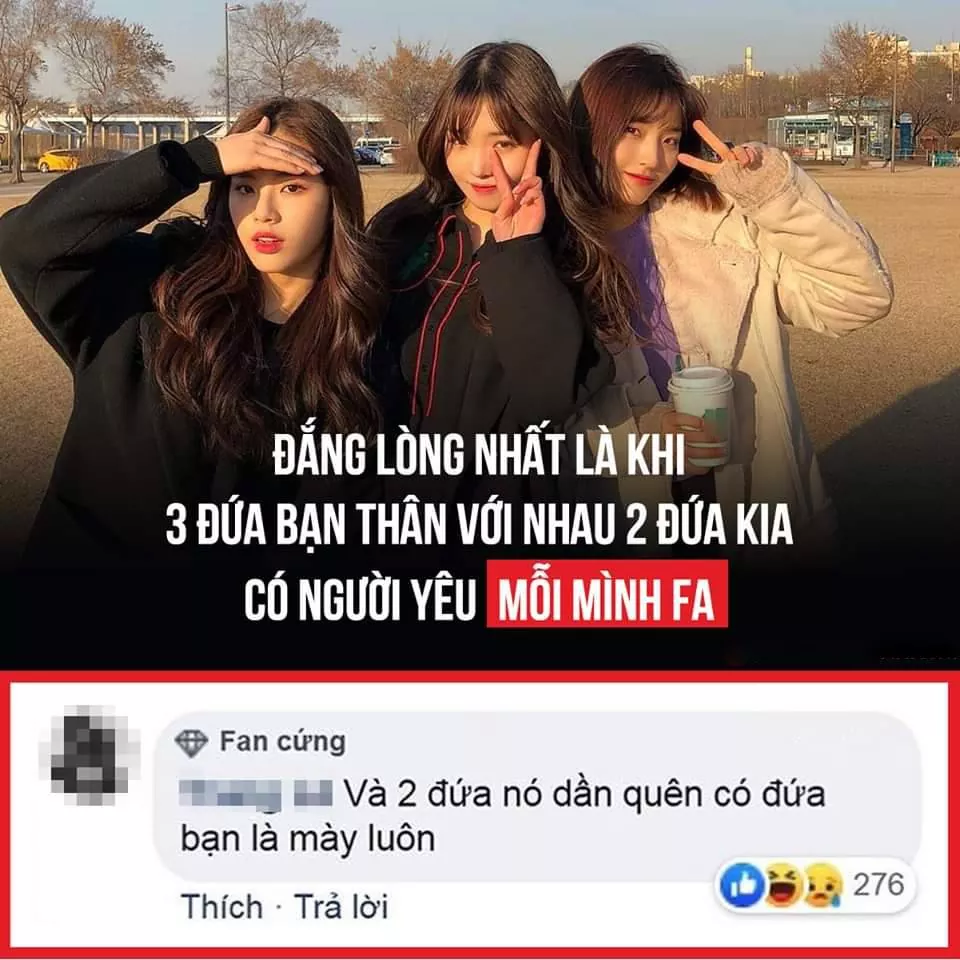 ĐẮNG LÒNG NHẤT LÀ KHI
3 ĐỨA BẠN THÂN VỚI NHAU 2 ĐỨA KIA
CÓ NGƯỜI YÊU MỖI MÌNH FA
Fan cứng
Và 2 đứa nó dần quên có đứa
bạn là mày luôn
Thích · Trả lời
276